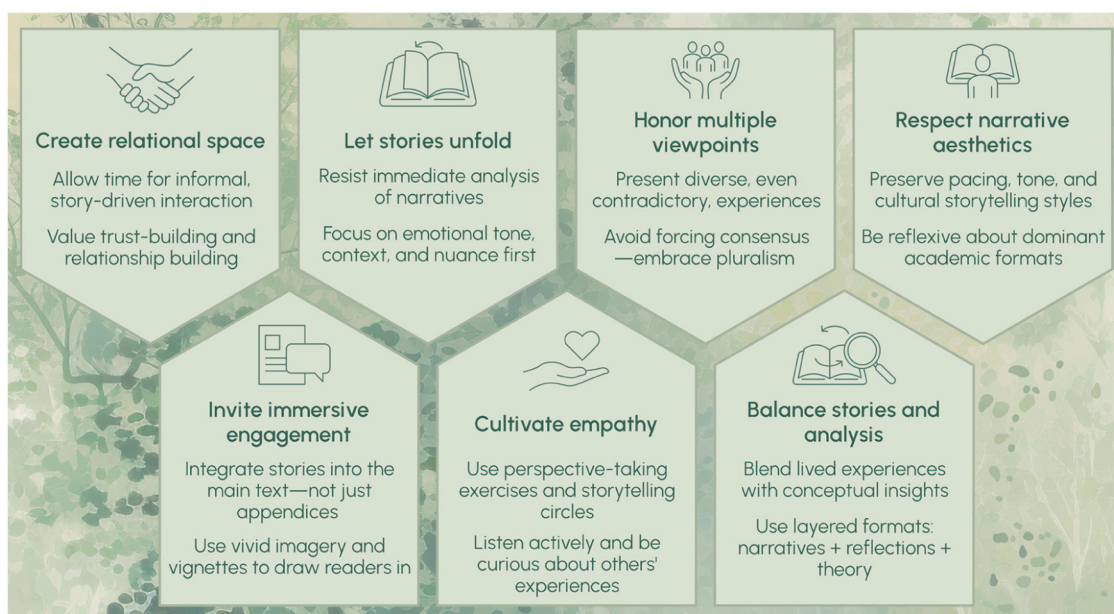 Create relational space
Allow time for informal,
story-driven interaction
Value trust-building and
relationship building
Let stories unfold
Resist immediate analysis
of narratives
Focus on emotional tone,
context, and nuance first
Honor multiple
viewpoints
Present diverse, even
contradictory, experiences
Avoid forcing consensus
—embrace pluralism
Respect narrative
aesthetics
Preserve pacing, tone, and
cultural storytelling styles
Be reflexive about dominant
academic formats
Invite immersive
engagement
Integrate stories into the
main text—not just
appendices
Use vivid imagery and
vignettes to draw readers in
Cultivate empathy
Use perspective-taking
exercises and storytelling
circles
Listen actively and be
curious about others'
experiences
Balance stories and
analysis
Blend lived experiences
with conceptual insights
Use layered formats:
narratives + reflections +
theory